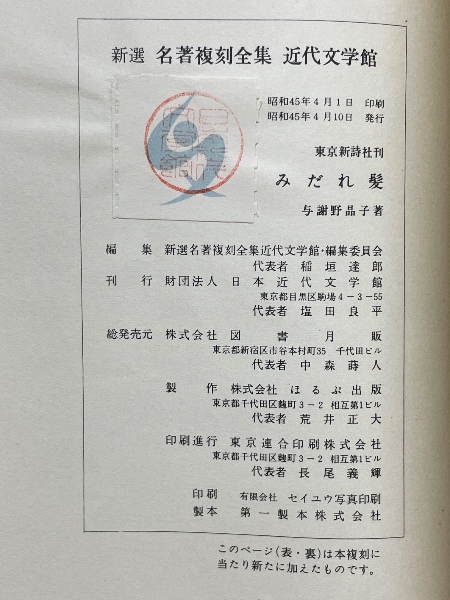 新選 名著複刻全集 近代文学館
昭和45年4月1日 印刷
昭和45年4月10日 発行
東京新詩社刊
みだれ髪
与謝野晶子著
編集 新選名著複刻全集近代文学館・編集委員会
代表者 稲垣達郎
刊行 財団法人 日本近代文学館
東京都目黒区駒場4-3-55
代表者 塩田良平
総発売元 株式会社 図書月販
東京都新宿区市谷本村町35 千代田ビル
代表者 中森蒔人
製作 株式会社 ほるぷ出版
東京都千代田区麹町3-2 相互第1ビル
代表者 荒井正大
印刷進行 東京連合印刷株式会社
東京都千代田区麹町3-2 相互第1ビル
代表者 長尾義輝
印刷 有限会社 セイユウ写真印刷
製本 第一製本株式会社
このページ(表・裏)は本複刻に
当たり新たに加えたものです。